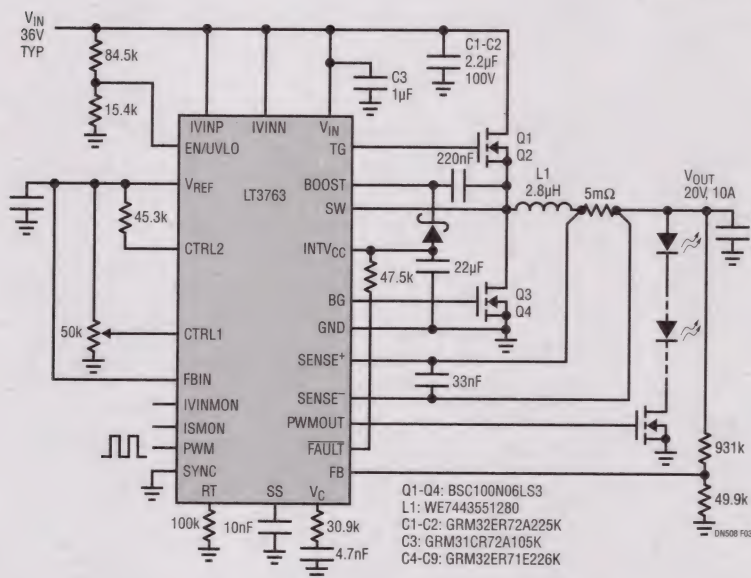 VIN
36V
TYP
84.5k
15.4k
C3
1µF
C1-C2
2.2µF
100V
IVINP
IVINN
VIN
EN/UVLO
TG
Q1
Q2
220nF
VREF
LT3763
BOOST
L1
2.8µH
5mΩ
VOUT
20V, 10A
SW
45.3k
CTRL2
INTVCC
47.5k
22µF
BG
Q3
Q4
50k
CTRL1
GND
SENSE+
FBIN
33nF
IVINMON
SENSE−
ISMON
PWMOUT
PWM
FAULT
931k
SYNC
FB
RT
SS
VC
49.9k
100k
10nF
30.9k
4.7nF
Q1-Q4: BSC100N06LS3
L1: WE7443551280
C1-C2: GRM32ER72A225K
C3: GRM31CR72A105K
C4-C9: GRM32ER71E226K
DN508 F03